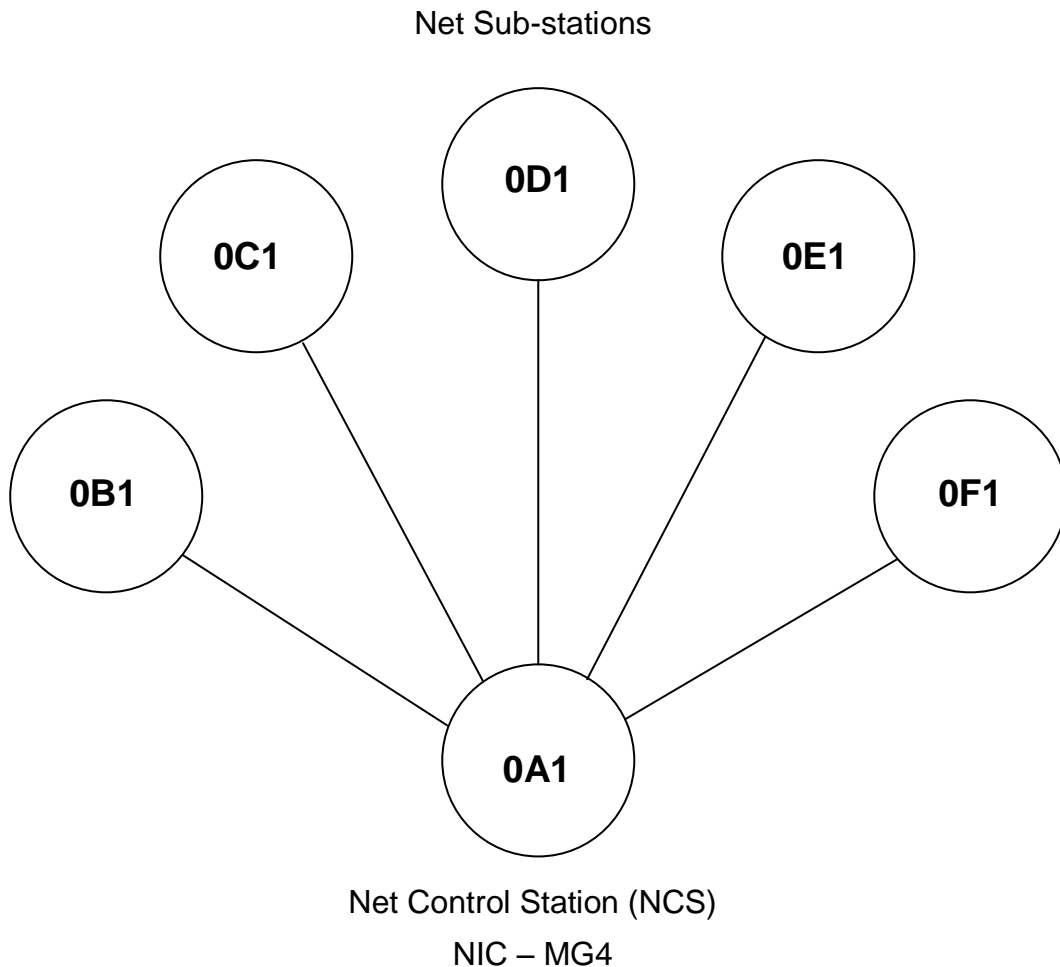 Net Sub-stations
0D1
0C1
0E1
0B1
0F1
0A1
Net Control Station (NCS)
NIC – MG4